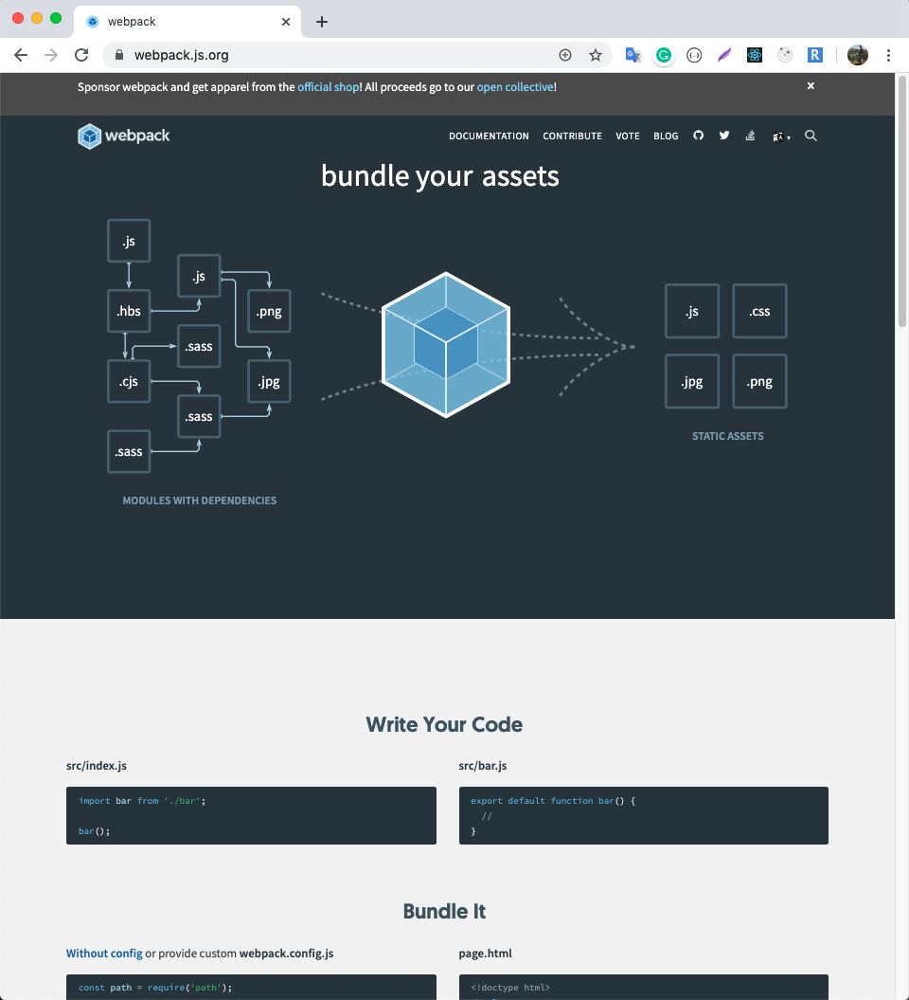 webpack
webpack.js.org
Sponsor webpack and get apparel from the official shop! All proceeds go to our open collective!
webpack
DOCUMENTATION CONTRIBUTE VOTE BLOG
bundle your assets
.js
.js
.hbs
.png
.sass
.cjs
.jpg
.sass
.sass
MODULES WITH DEPENDENCIES
.js
.css
.jpg
.png
STATIC ASSETS
Write Your Code
src/index.js
import bar from './bar';
bar();
src/bar.js
export default function bar() {
//
}
Bundle It
Without config or provide custom webpack.config.js
const path = require('path');
page.html
<!doctype html>